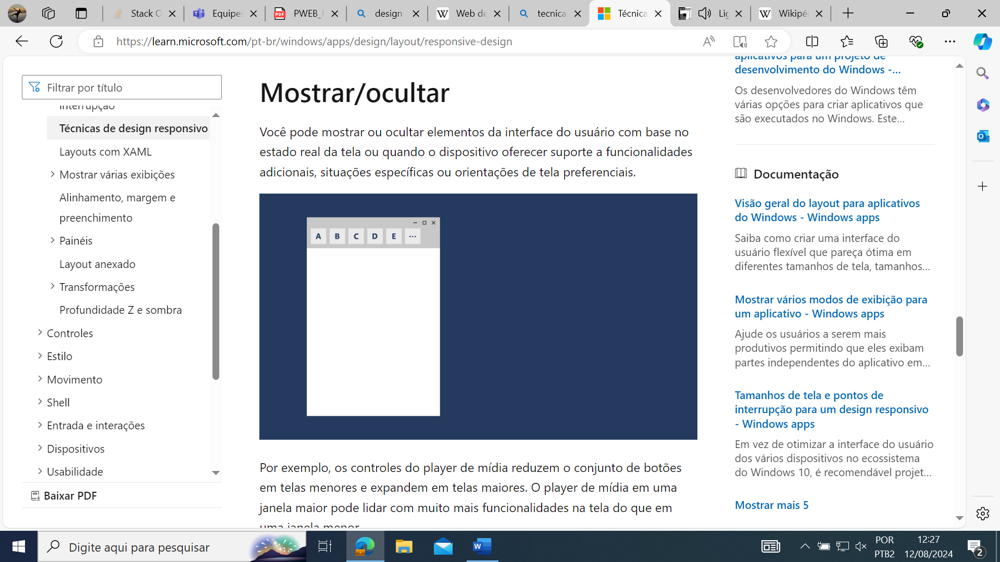 Stack O
Equipes
PWEB_
design
Web de
tecnica
Técnica
Lig
Wikipé
https://learn.microsoft.com/pt-br/windows/apps/design/layout/responsive-design
Filtrar por título
interrupção
Técnicas de design responsivo
Layouts com XAML
Mostrar várias exibições
Alinhamento, margem e
preenchimento
Painéis
Layout anexado
Transformações
Profundidade Z e sombra
Controles
Estilo
Movimento
Shell
Entrada e interações
Dispositivos
Usabilidade
Baixar PDF
Mostrar/ocultar
Você pode mostrar ou ocultar elementos da interface do usuário com base no
estado real da tela ou quando o dispositivo oferecer suporte a funcionalidades
adicionais, situações específicas ou orientações de tela preferenciais.
A B C D E ...
Por exemplo, os controles do player de mídia reduzem o conjunto de botões
em telas menores e expandem em telas maiores. O player de mídia em uma
janela maior pode lidar com muito mais funcionalidades na tela do que em
uma janela menor.
aplicativos para um projeto de
desenvolvimento do Windows -...
Os desenvolvedores do Windows têm
várias opções para criar aplicativos que
são executados no Windows. Este...
Documentação
Visão geral do layout para aplicativos
do Windows - Windows apps
Saiba como criar uma interface do
usuário flexível que pareça ótima em
diferentes tamanhos de tela, tamanhos...
Mostrar vários modos de exibição para
um aplicativo - Windows apps
Ajude os usuários a serem mais
produtivos permitindo que eles exibam
partes independentes do aplicativo em...
Tamanhos de tela e pontos de
interrupção para um design responsivo
- Windows apps
Em vez de otimizar a interface do usuário
dos vários dispositivos no ecossistema
do Windows 10, é recomendável projet...
Mostrar mais 5
Digite aqui para pesquisar
POR
PTB2
12:27
12/08/2024
2